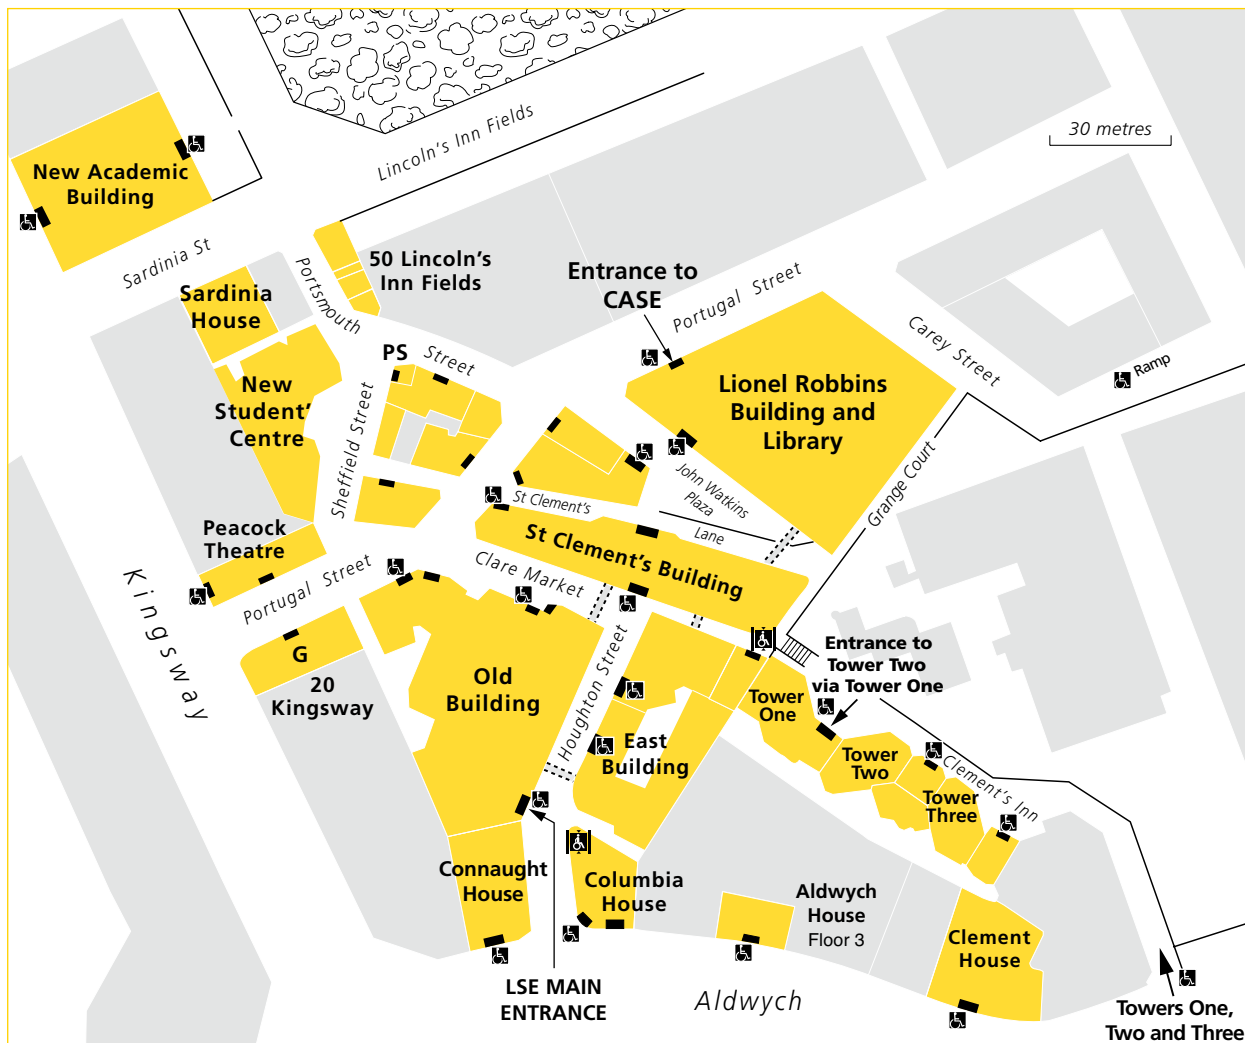 Lincoln's Inn Fields
30 metres
New Academic
Building
Sardinia St
Portsmouth
Street
50 Lincoln's
Inn Fields
Entrance to
CASE
Portugal Street
Carey Street
Ramp
Sardinia
House
PS
New
Student'
Centre
Sheffield Street
Lionel Robbins
Building and
Library
Grange Court
John Watkins
Plaza
St Clement's
Lane
St Clement's Building
Peacock
Theatre
Portugal Street
Clare Market
Kingsway
G
20
Kingsway
Old
Building
Houghton Street
East
Building
Entrance to
Tower Two
via Tower One
Tower
One
Tower
Two
Tower
Three
Clement's Inn
Connaught
House
Columbia
House
Aldwych
House
Floor 3
Clement
House
LSE MAIN
ENTRANCE
Aldwych
Towers One,
Two and Three